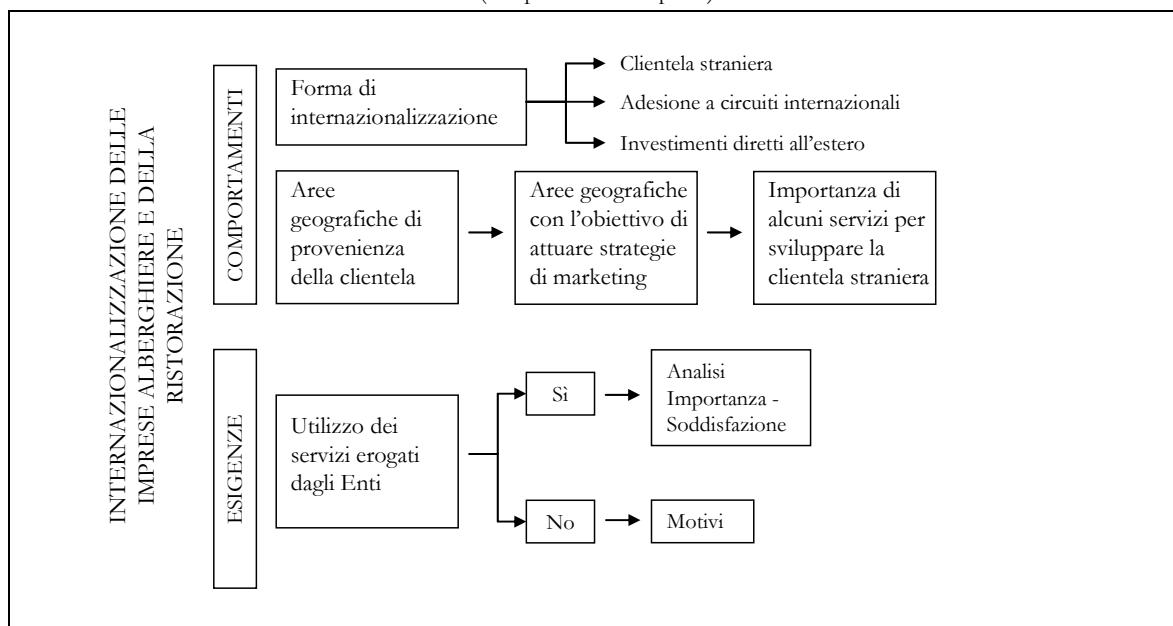 INTERNAZIONALIZZAZIONE DELLE
IMPRESE ALBERGHIERE E DELLA
RISTORAZIONE
COMPORTAMENTI
Forma di
internazionalizzazione
Clientela straniera
Adesione a circuiti internazionali
Investimenti diretti all'estero
Aree
geografiche di
provenienza
della clientela
Aree geografiche
con l'obiettivo di
attuare strategie
di marketing
Importanza di
alcuni servizi per
sviluppare la
clientela straniera
ESIGENZE
Utilizzo dei
servizi erogati
dagli Enti
Sì
Analisi
Importanza -
Soddisfazione
No
Motivi